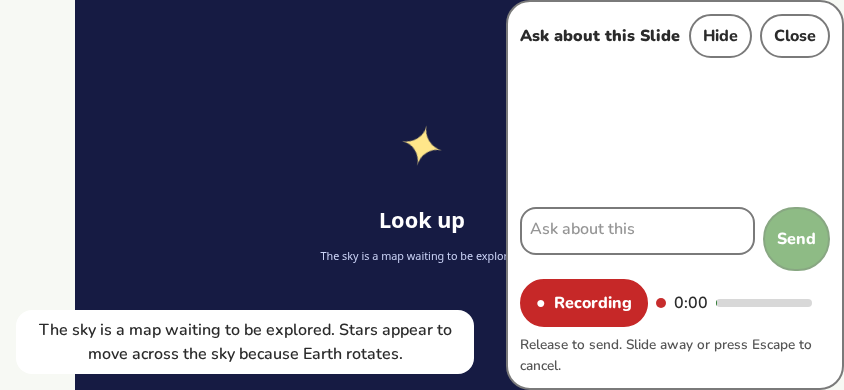 Look up
The sky is a map waiting to be explor
The sky is a map waiting to be explored. Stars appear to
move across the sky because Earth rotates.
Ask about this Slide
Hide
Close
Ask about this
Send
Recording
0:00
Release to send. Slide away or press Escape to
cancel.